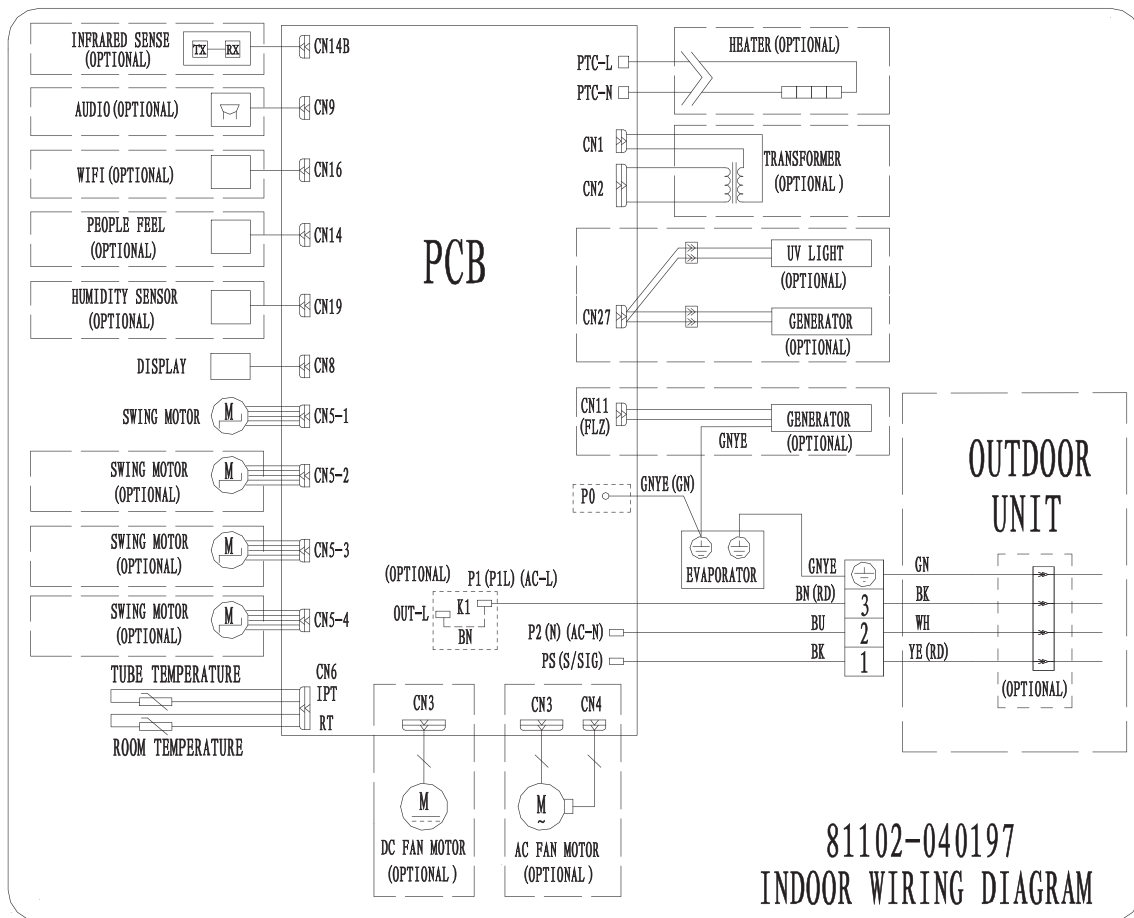 INFRARED SENSE
(OPTIONAL)
TX
RX
CN14B
AUDIO(OPTIONAL)
CN9
WIFI(OPTIONAL)
CN16
PEOPLE FEEL
(OPTIONAL)
CN14
HUMIDITY SENSOR
(OPTIONAL)
CN19
DISPLAY
CN8
SWING MOTOR
M
CN5-1
SWING MOTOR
(OPTIONAL)
M
CN5-2
SWING MOTOR
(OPTIONAL)
M
CN5-3
SWING MOTOR
(OPTIONAL)
M
CN5-4
TUBE TEMPERATURE
CN6
IPT
RT
ROOM TEMPERATURE
PCB
HEATER(OPTIONAL)
PTC-L
PTC-N
CN1
CN2
TRANSFORMER
(OPTIONAL )
CN27
UV LIGHT
(OPTIONAL)
GENERATOR
(OPTIONAL)
CN11
(FLZ)
GENERATOR
(OPTIONAL)
GNYE
P0
GNYE(GN)
EVAPORATOR
(OPTIONAL)
P1(P1L)(AC-L)
OUT-L
K1
BN
P2(N)(AC-N)
PS(S/SIG)
GNYE
BN(RD)
BU
BK
3
2
1
GN
BK
WH
YE(RD)
OUTDOOR
UNIT
(OPTIONAL)
CN3
M
DC FAN MOTOR
(OPTIONAL )
CN3
CN4
M
~
AC FAN MOTOR
(OPTIONAL )
81102-040197
INDOOR WIRING DIAGRAM